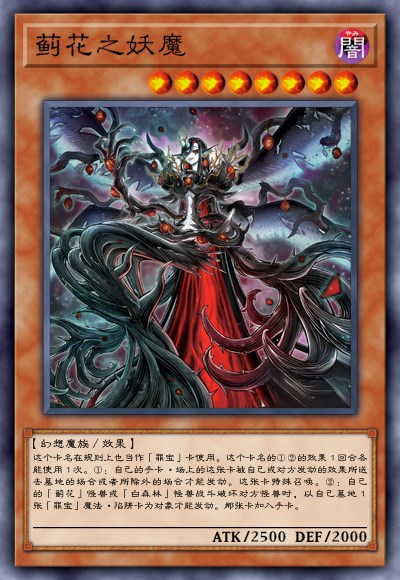 蓟花之妖魔
やみ
闇
【幻想魔族／效果】
这个卡名在规则上也当作「罪宝」卡使用。这个卡名的①②的效果1回合各
能使用1次。①：自己的手卡·场上的这张卡被自己或对方发动的效果所送
去墓地的场合或者所除外的场合才能发动。这张卡特殊召唤。②：自己
的「蓟花」怪兽或「白森林」怪兽战斗破坏对方怪兽时，以自己墓地1
张「罪宝」魔法·陷阱卡为对象才能发动。那张卡加入手卡。
ATK/2500 DEF/2000